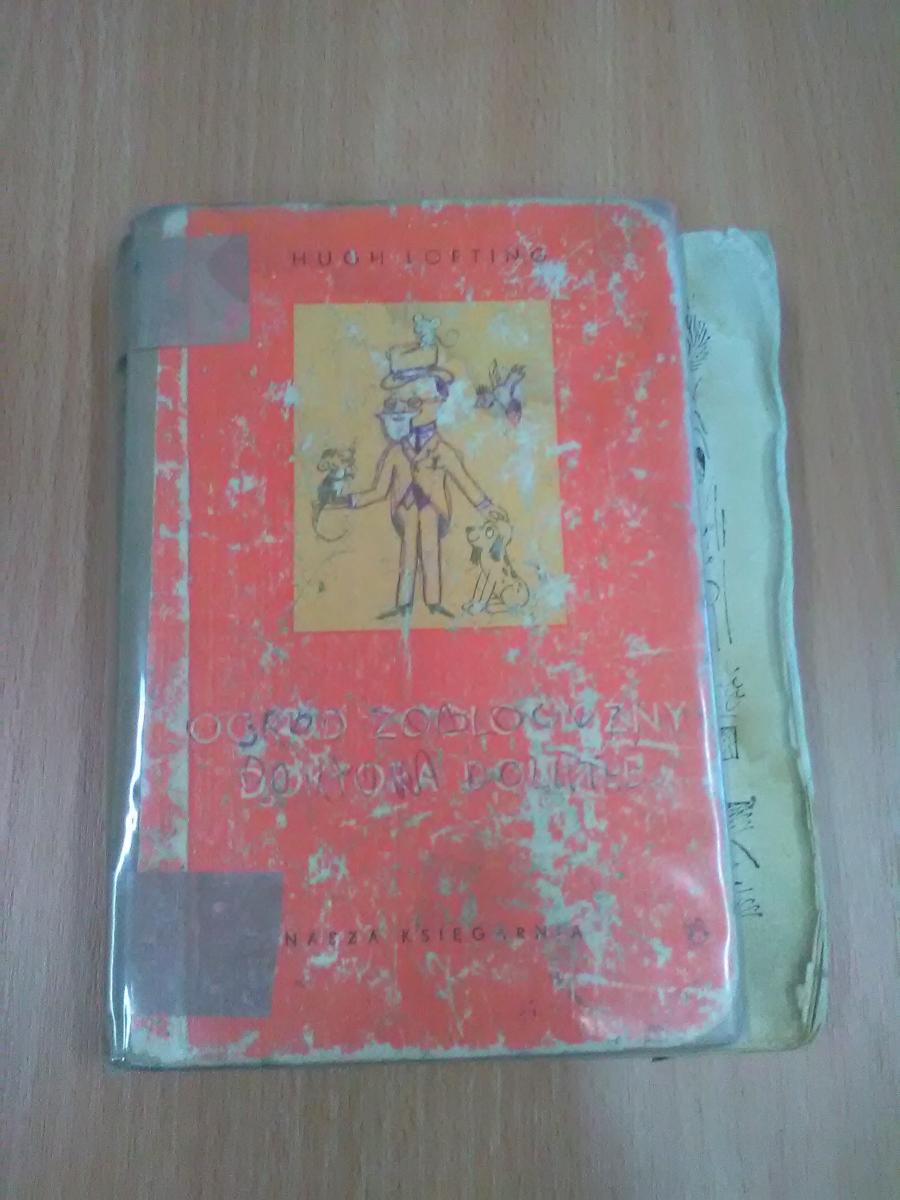 HUGH LOFTING
OGRÓD ZOOLOGICZNY
DOKTORA DOLITTLE
NASZA KSIĘGARNIA